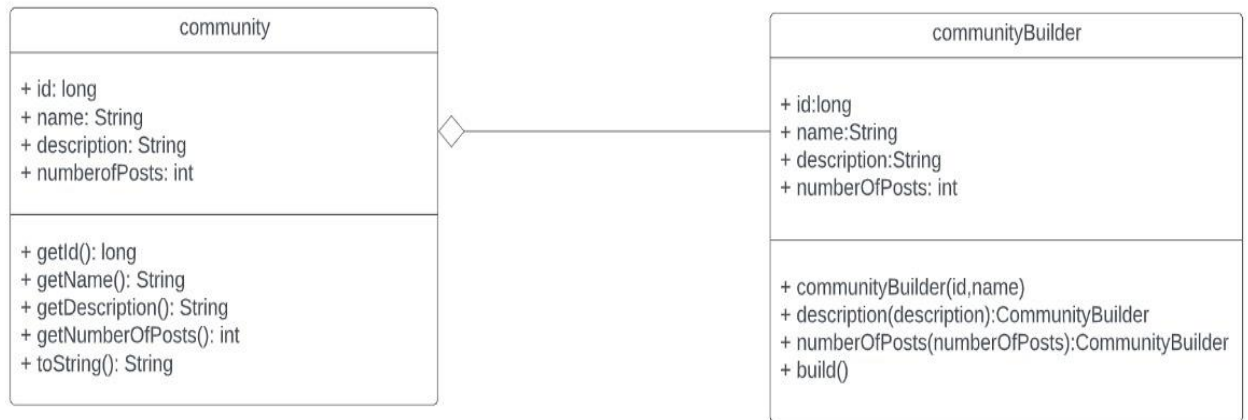 community
+ id: long
+ name: String
+ description: String
+ numberofPosts: int
+ getId(): long
+ getName(): String
+ getDescription(): String
+ getNumberOfPosts(): int
+ toString(): String
communityBuilder
+ id:long
+ name:String
+ description:String
+ numberOfPosts: int
+ communityBuilder(id,name)
+ description(description):CommunityBuilder
+ numberOfPosts(numberOfPosts):CommunityBuilder
+ build()